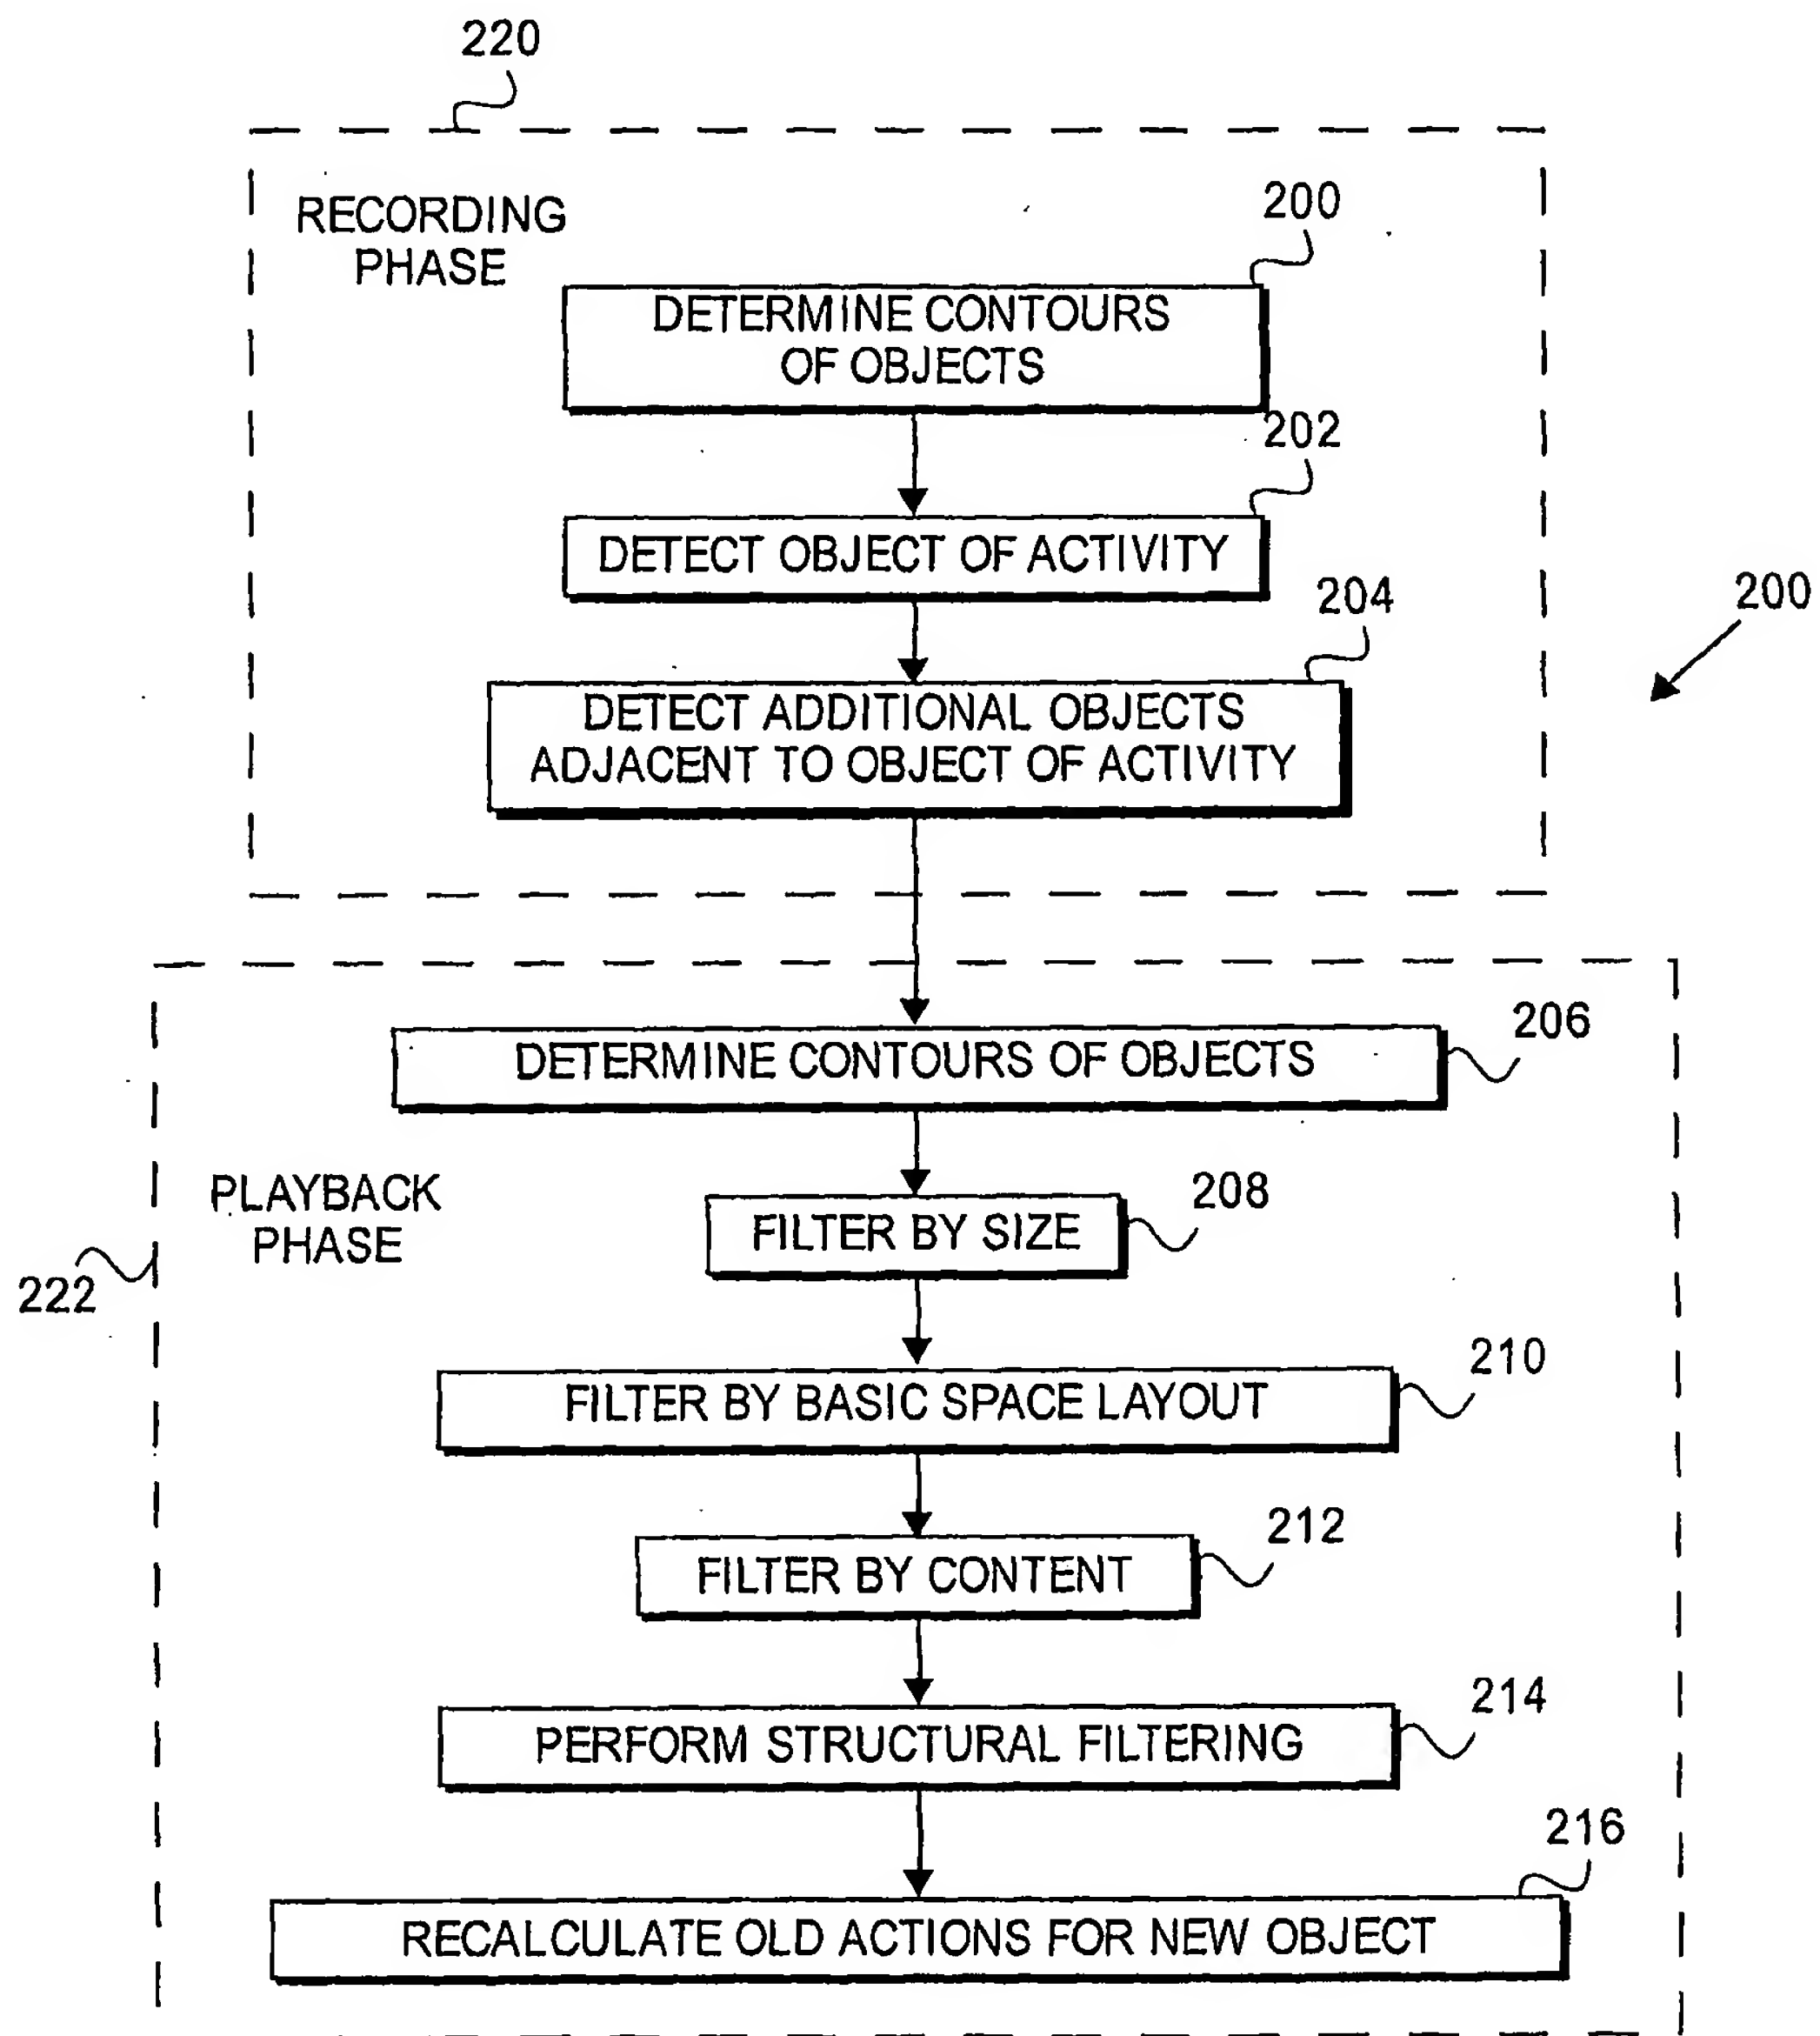 220
RECORDING
PHASE
200
DETERMINE CONTOURS
OF OBJECTS
202
DETECT OBJECT OF ACTIVITY
204
200
DETECT ADDITIONAL OBJECTS
ADJACENT TO OBJECT OF ACTIVITY
206
DETERMINE CONTOURS OF OBJECTS
PLAYBACK
PHASE
222
208
FILTER BY SIZE
210
FILTER BY BASIC SPACE LAYOUT
212
FILTER BY CONTENT
214
PERFORM STRUCTURAL FILTERING
216
RECALCULATE OLD ACTIONS FOR NEW OBJECT